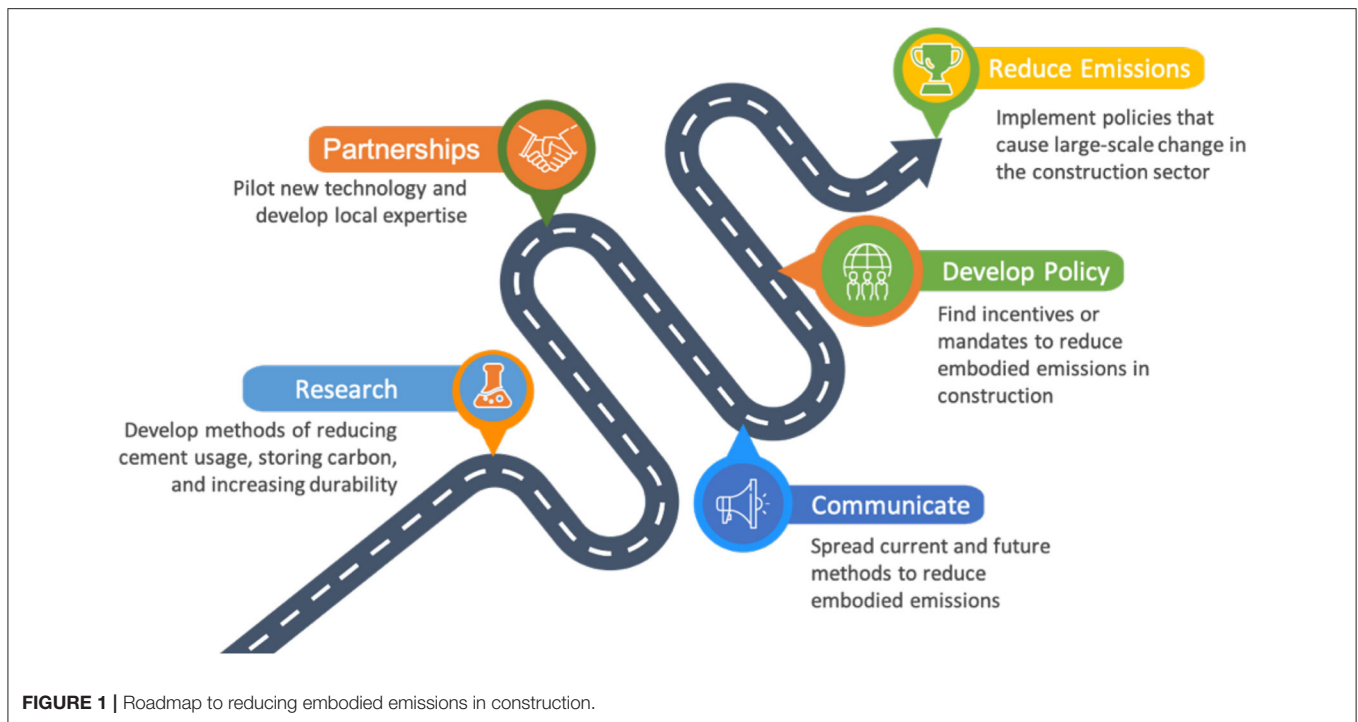 Reduce Emissions
Implement policies that
cause large-scale change in
the construction sector
Partnerships
Pilot new technology and
develop local expertise
Develop Policy
Find incentives or
mandates to reduce
embodied emissions in
construction
Research
Develop methods of reducing
cement usage, storing carbon,
and increasing durability
Communicate
Spread current and future
methods to reduce
embodied emissions
FIGURE 1 | Roadmap to reducing embodied emissions in construction.